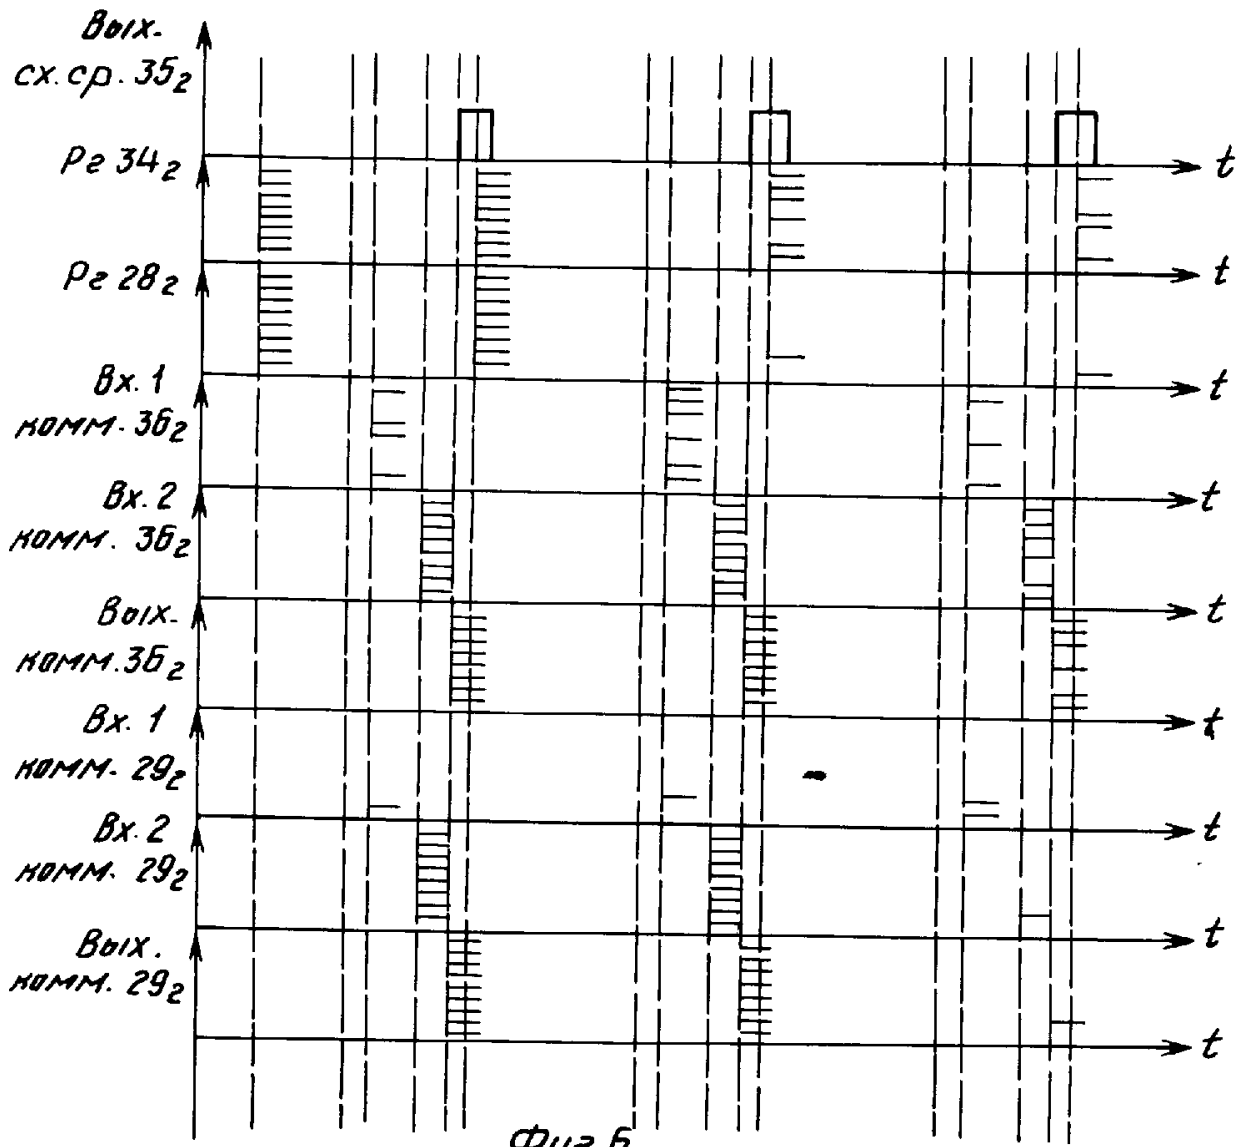 Вых.
сх. ср. 35₂
Рг 34₂
t
Рг 28₂
t
Вх. 1
комм. 36₂
t
Вх. 2
комм. 36₂
t
Вых.
комм. 36₂
t
Вх. 1
комм. 29₂
t
Вх. 2
комм. 29₂
t
Вых.
комм. 29₂
t
t
Фиг. 6